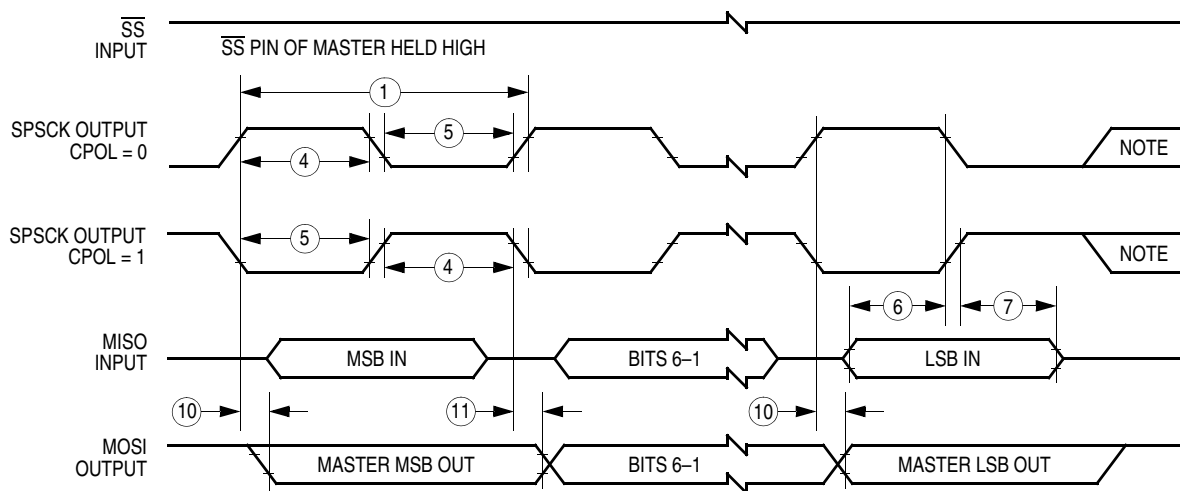 SS
INPUT
SS PIN OF MASTER HELD HIGH
1
SPSCK OUTPUT
CPOL = 0
5
4
NOTE
SPSCK OUTPUT
CPOL = 1
5
4
NOTE
6
7
MISO
INPUT
MSB IN
BITS 6–1
LSB IN
10
11
10
MOSI
OUTPUT
MASTER MSB OUT
BITS 6–1
MASTER LSB OUT